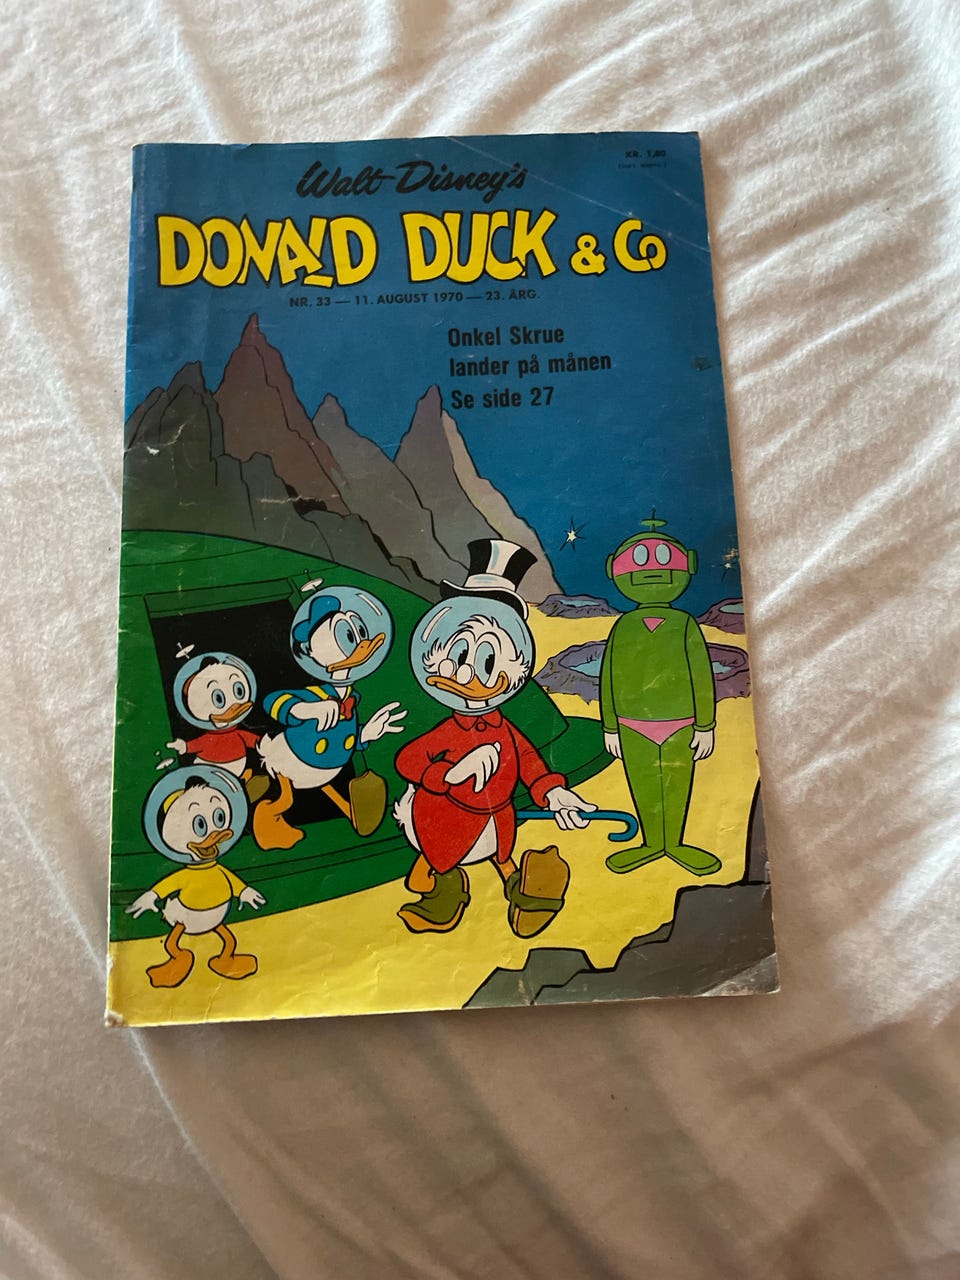 KR. 1,80
Walt Disney's
DONALD DUCK & Co
NR. 33 — 11. AUGUST 1970 — 23. ÅRG.
Onkel Skrue
lander på månen
Se side 27